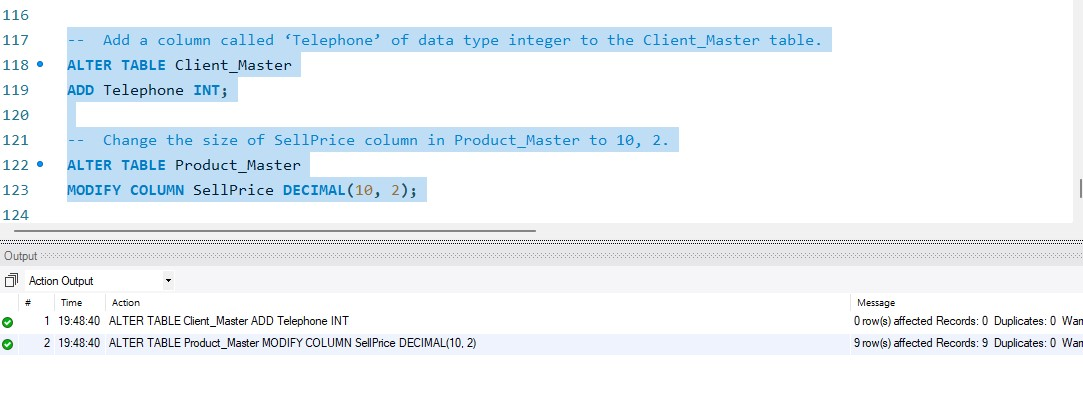 116
117 --  Add a column called ‘Telephone’ of data type integer to the Client_Master table.
118 ALTER TABLE Client_Master
119 ADD Telephone INT;
120
121 --  Change the size of SellPrice column in Product_Master to 10, 2.
122 ALTER TABLE Product_Master
123 MODIFY COLUMN SellPrice DECIMAL(10, 2);
124
Output
Action Output
# Time Action Message
1 19:48:40 ALTER TABLE Client_Master ADD Telephone INT 0 row(s) affected Records: 0 Duplicates: 0 Warn
2 19:48:40 ALTER TABLE Product_Master MODIFY COLUMN SellPrice DECIMAL(10, 2) 9 row(s) affected Records: 9 Duplicates: 0 Warn